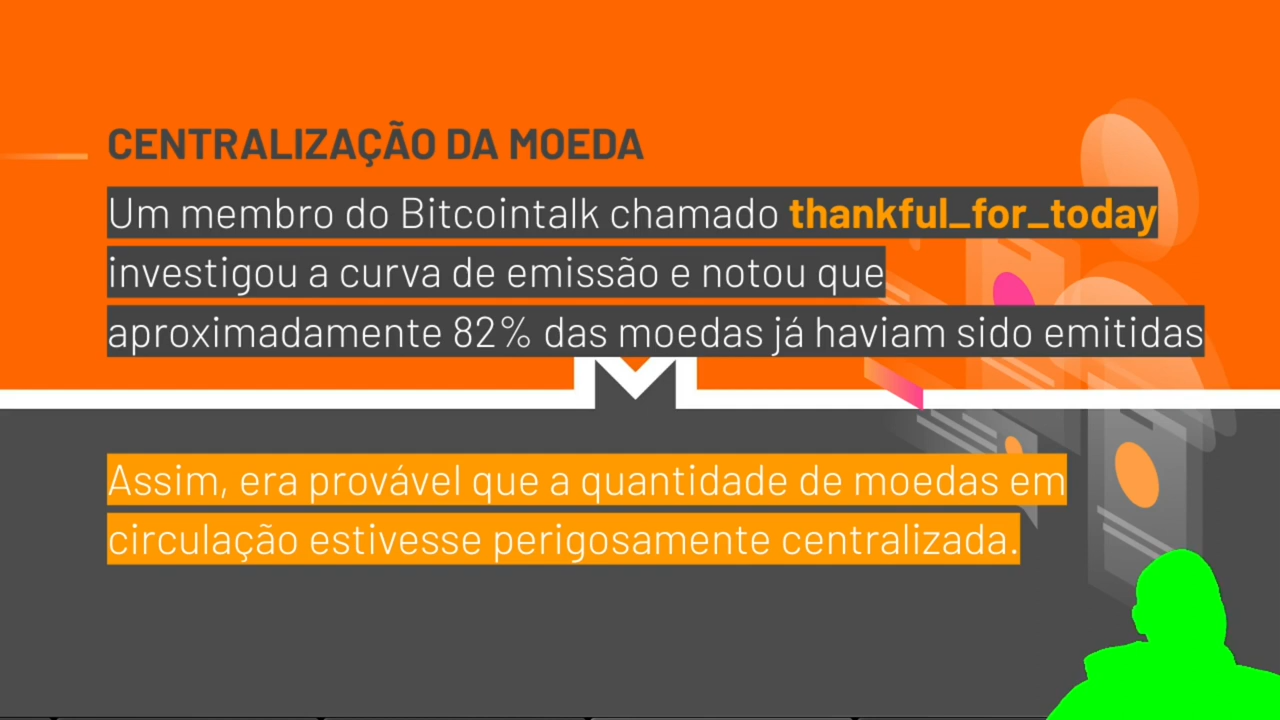 CENTRALIZAÇÃO DA MOEDA
Um membro do Bitcointalk chamado thankful_for_today
investigou a curva de emissão e notou que
aproximadamente 82% das moedas já haviam sido emitidas
Assim, era provável que a quantidade de moedas em
circulação estivesse perigosamente centralizada.